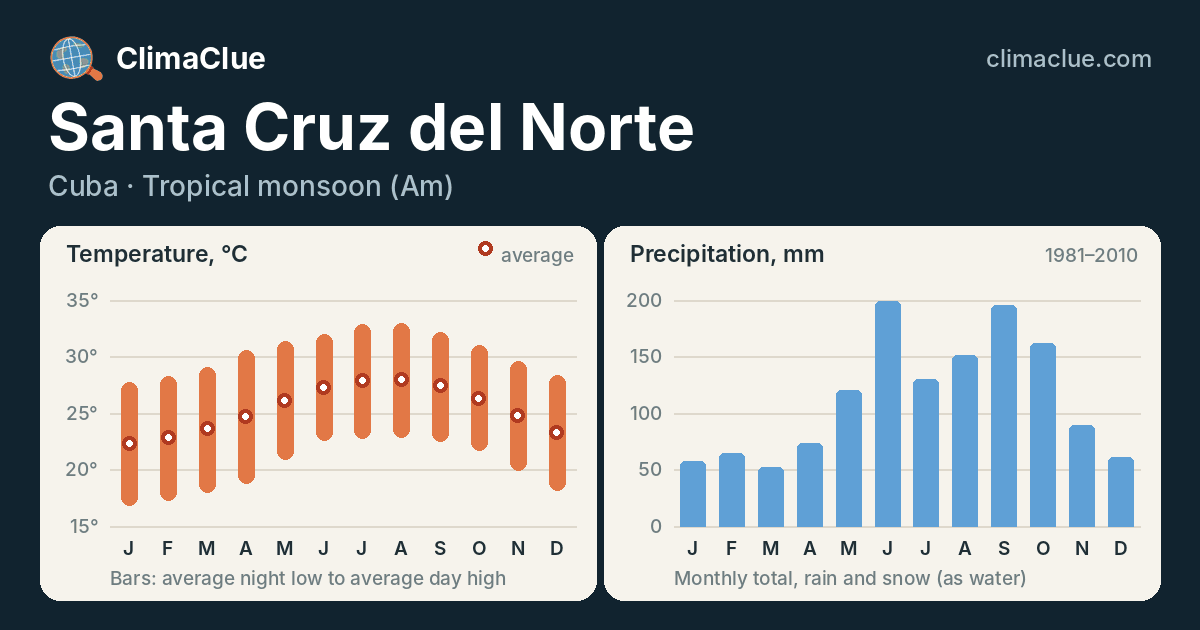 ClimaClue
climaclue.com
Santa Cruz del Norte
Cuba · Tropical monsoon (Am)
Temperature, °C
average
35°
30°
25°
20°
15°
J F M A M J J A S O N D
Bars: average night low to average day high
Precipitation, mm
1981–2010
200
150
100
50
0
J F M A M J J A S O N D
Monthly total, rain and snow (as water)